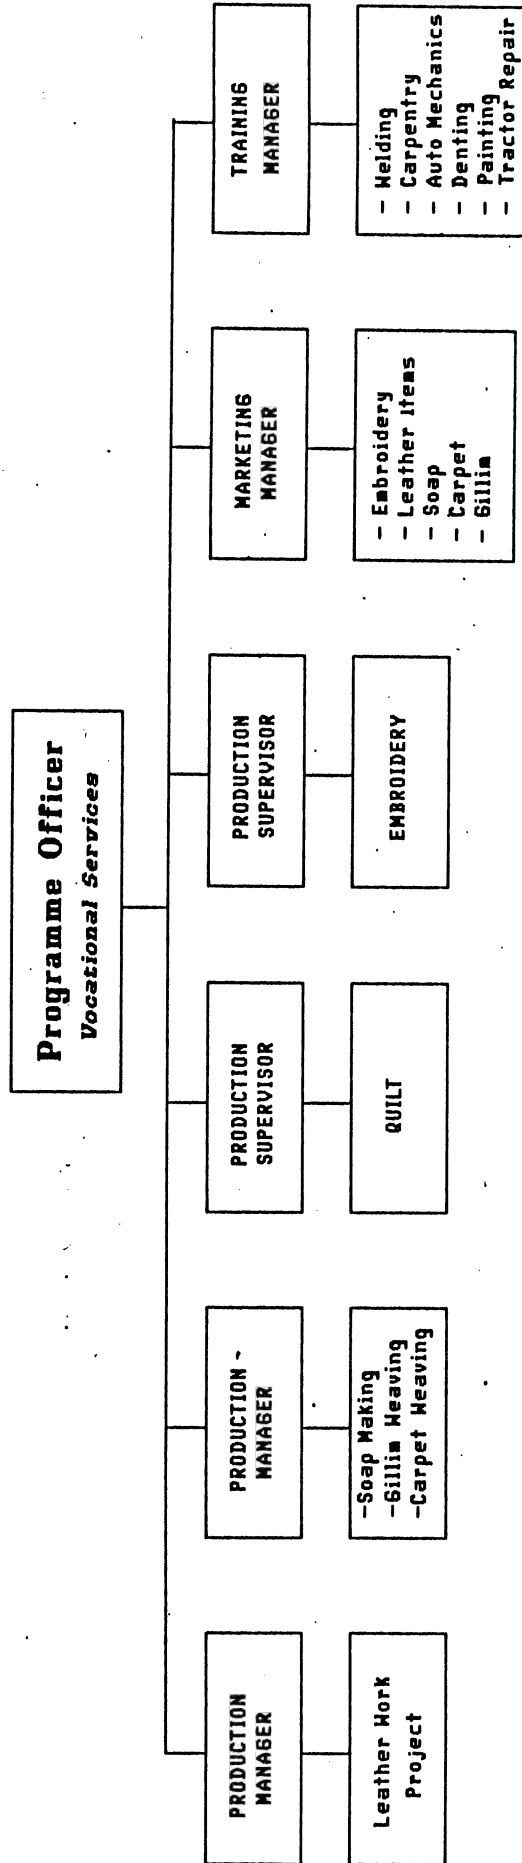 Programme Officer
Vocational Services
PRODUCTION
MANAGER
PRODUCTION -
MANAGER
PRODUCTION
SUPERVISOR
PRODUCTION
SUPERVISOR
MARKETING
MANAGER
TRAINING
MANAGER
Leather Work
Project
-Soap Making
-Gillim Weaving
-Carpet Weaving
QUILT
EMBROIDERY
- Embroidery
- Leather Items
- Soap
- Carpet
- Gillim
- Welding
- Carpentry
- Auto Mechanics
- Denting
- Painting
- Tractor Repair